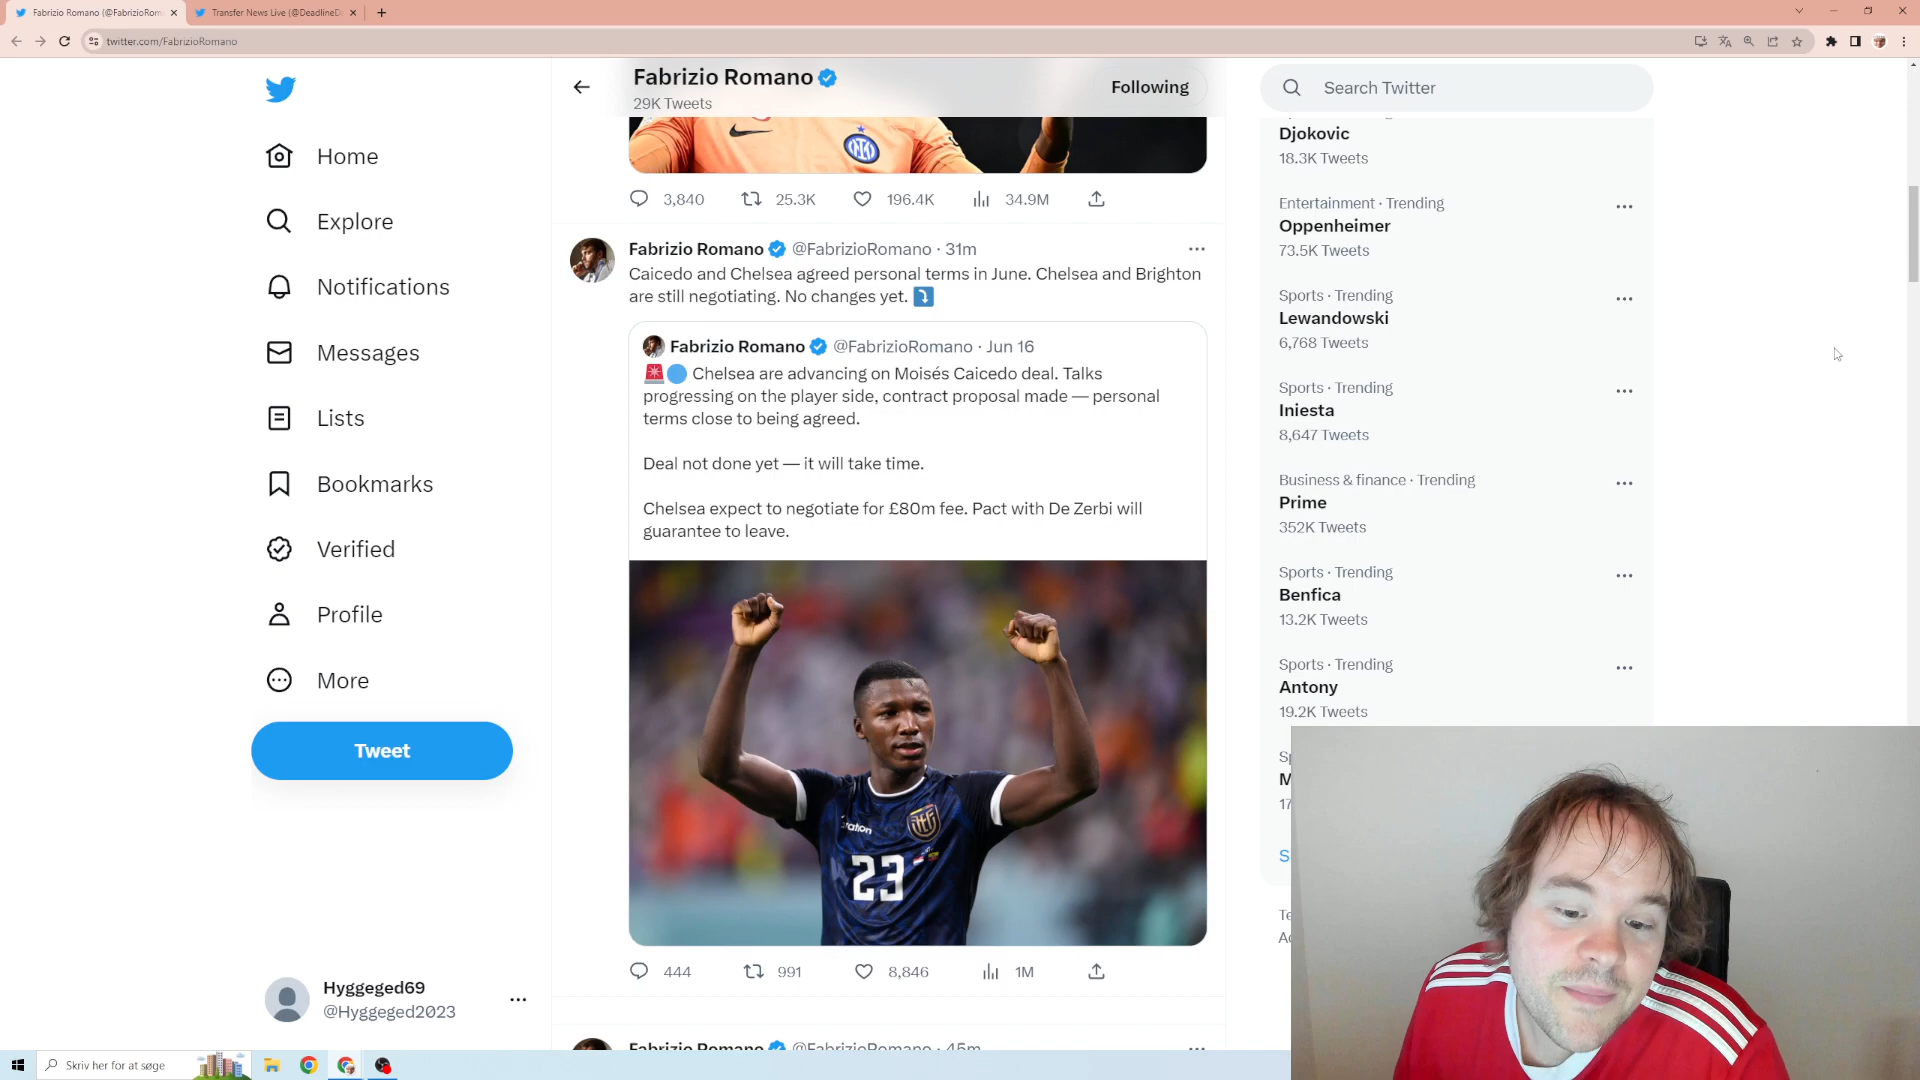 Fabrizio Romano (@FabrizioRom
Transfer News Live (@DeadlineDa
twitter.com/FabrizioRomano
Home
Explore
Notifications
Messages
Lists
Bookmarks
Verified
Profile
More
Tweet
Hyggeged69
@Hyggeged2023
Fabrizio Romano
29K Tweets
Following
3,840 25.3K 196.4K 34.9M
Fabrizio Romano @FabrizioRomano · 31m
Caicedo and Chelsea agreed personal terms in June. Chelsea and Brighton
are still negotiating. No changes yet. ⤵️
Fabrizio Romano @FabrizioRomano · Jun 16
🚨🔵 Chelsea are advancing on Moisés Caicedo deal. Talks
progressing on the player side, contract proposal made — personal
terms close to being agreed.
Deal not done yet — it will take time.
Chelsea expect to negotiate for £80m fee. Pact with De Zerbi will
guarantee to leave.
23
444 991 8,846 1M
Fabrizio Romano @FabrizioRomano · 45m
Search Twitter
Djokovic
18.3K Tweets
Entertainment · Trending
Oppenheimer
73.5K Tweets
Sports · Trending
Lewandowski
6,768 Tweets
Sports · Trending
Iniesta
8,647 Tweets
Business & finance · Trending
Prime
352K Tweets
Sports · Trending
Benfica
13.2K Tweets
Sports · Trending
Antony
19.2K Tweets
Skriv her for at søge